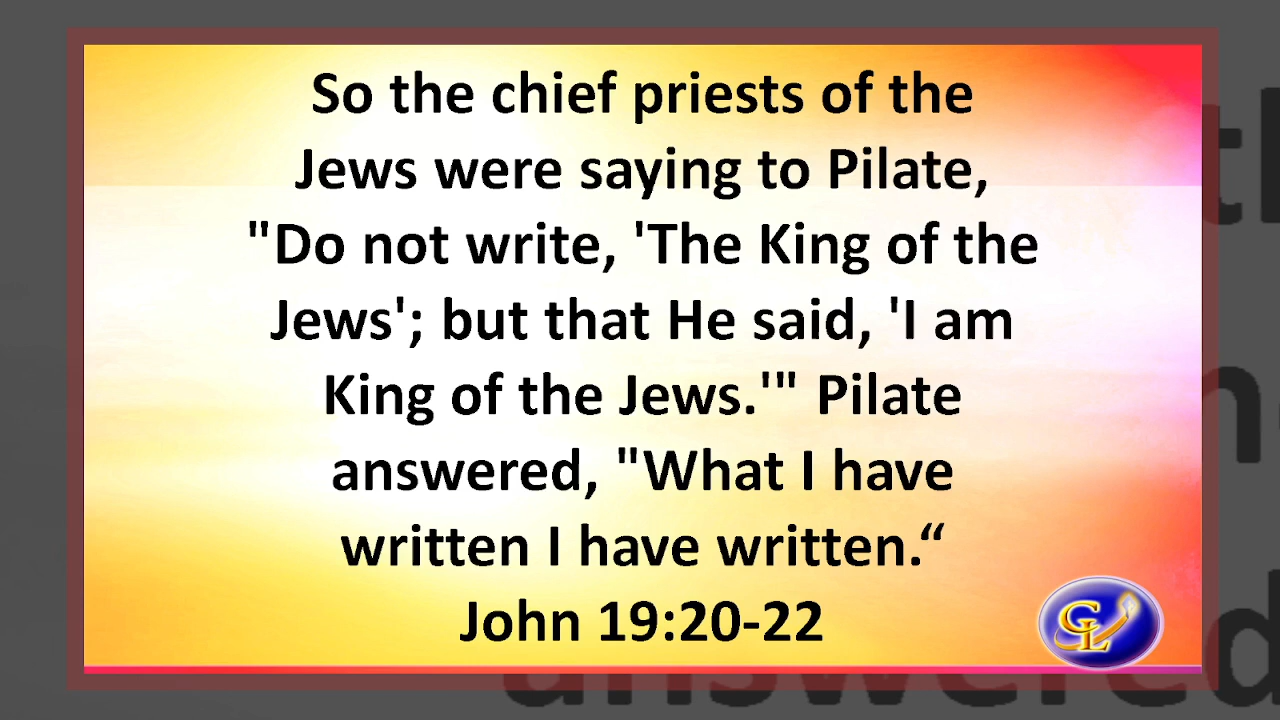 So the chief priests of the
Jews were saying to Pilate,
"Do not write, 'The King of the
Jews'; but that He said, 'I am
King of the Jews.'" Pilate
answered, "What I have
written I have written.“
John 19:20-22
GL
answered